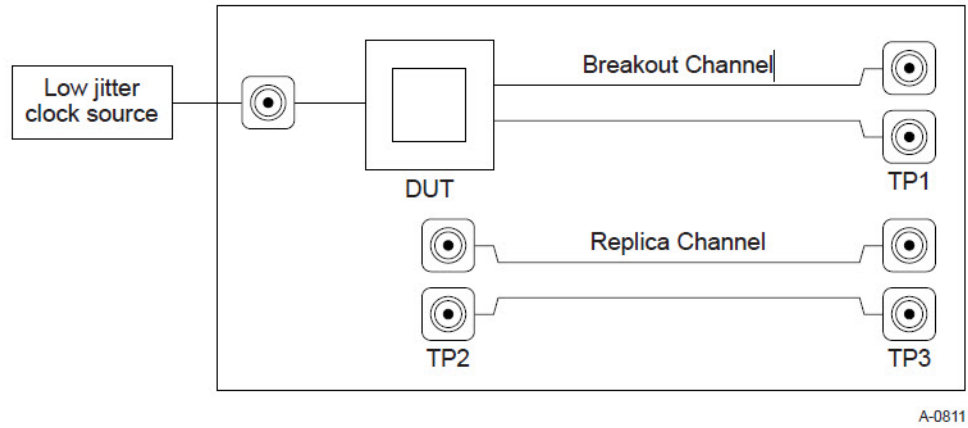 Low jitter
clock source
Breakout Channel
DUT
TP1
Replica Channel
TP2
TP3
A-0811